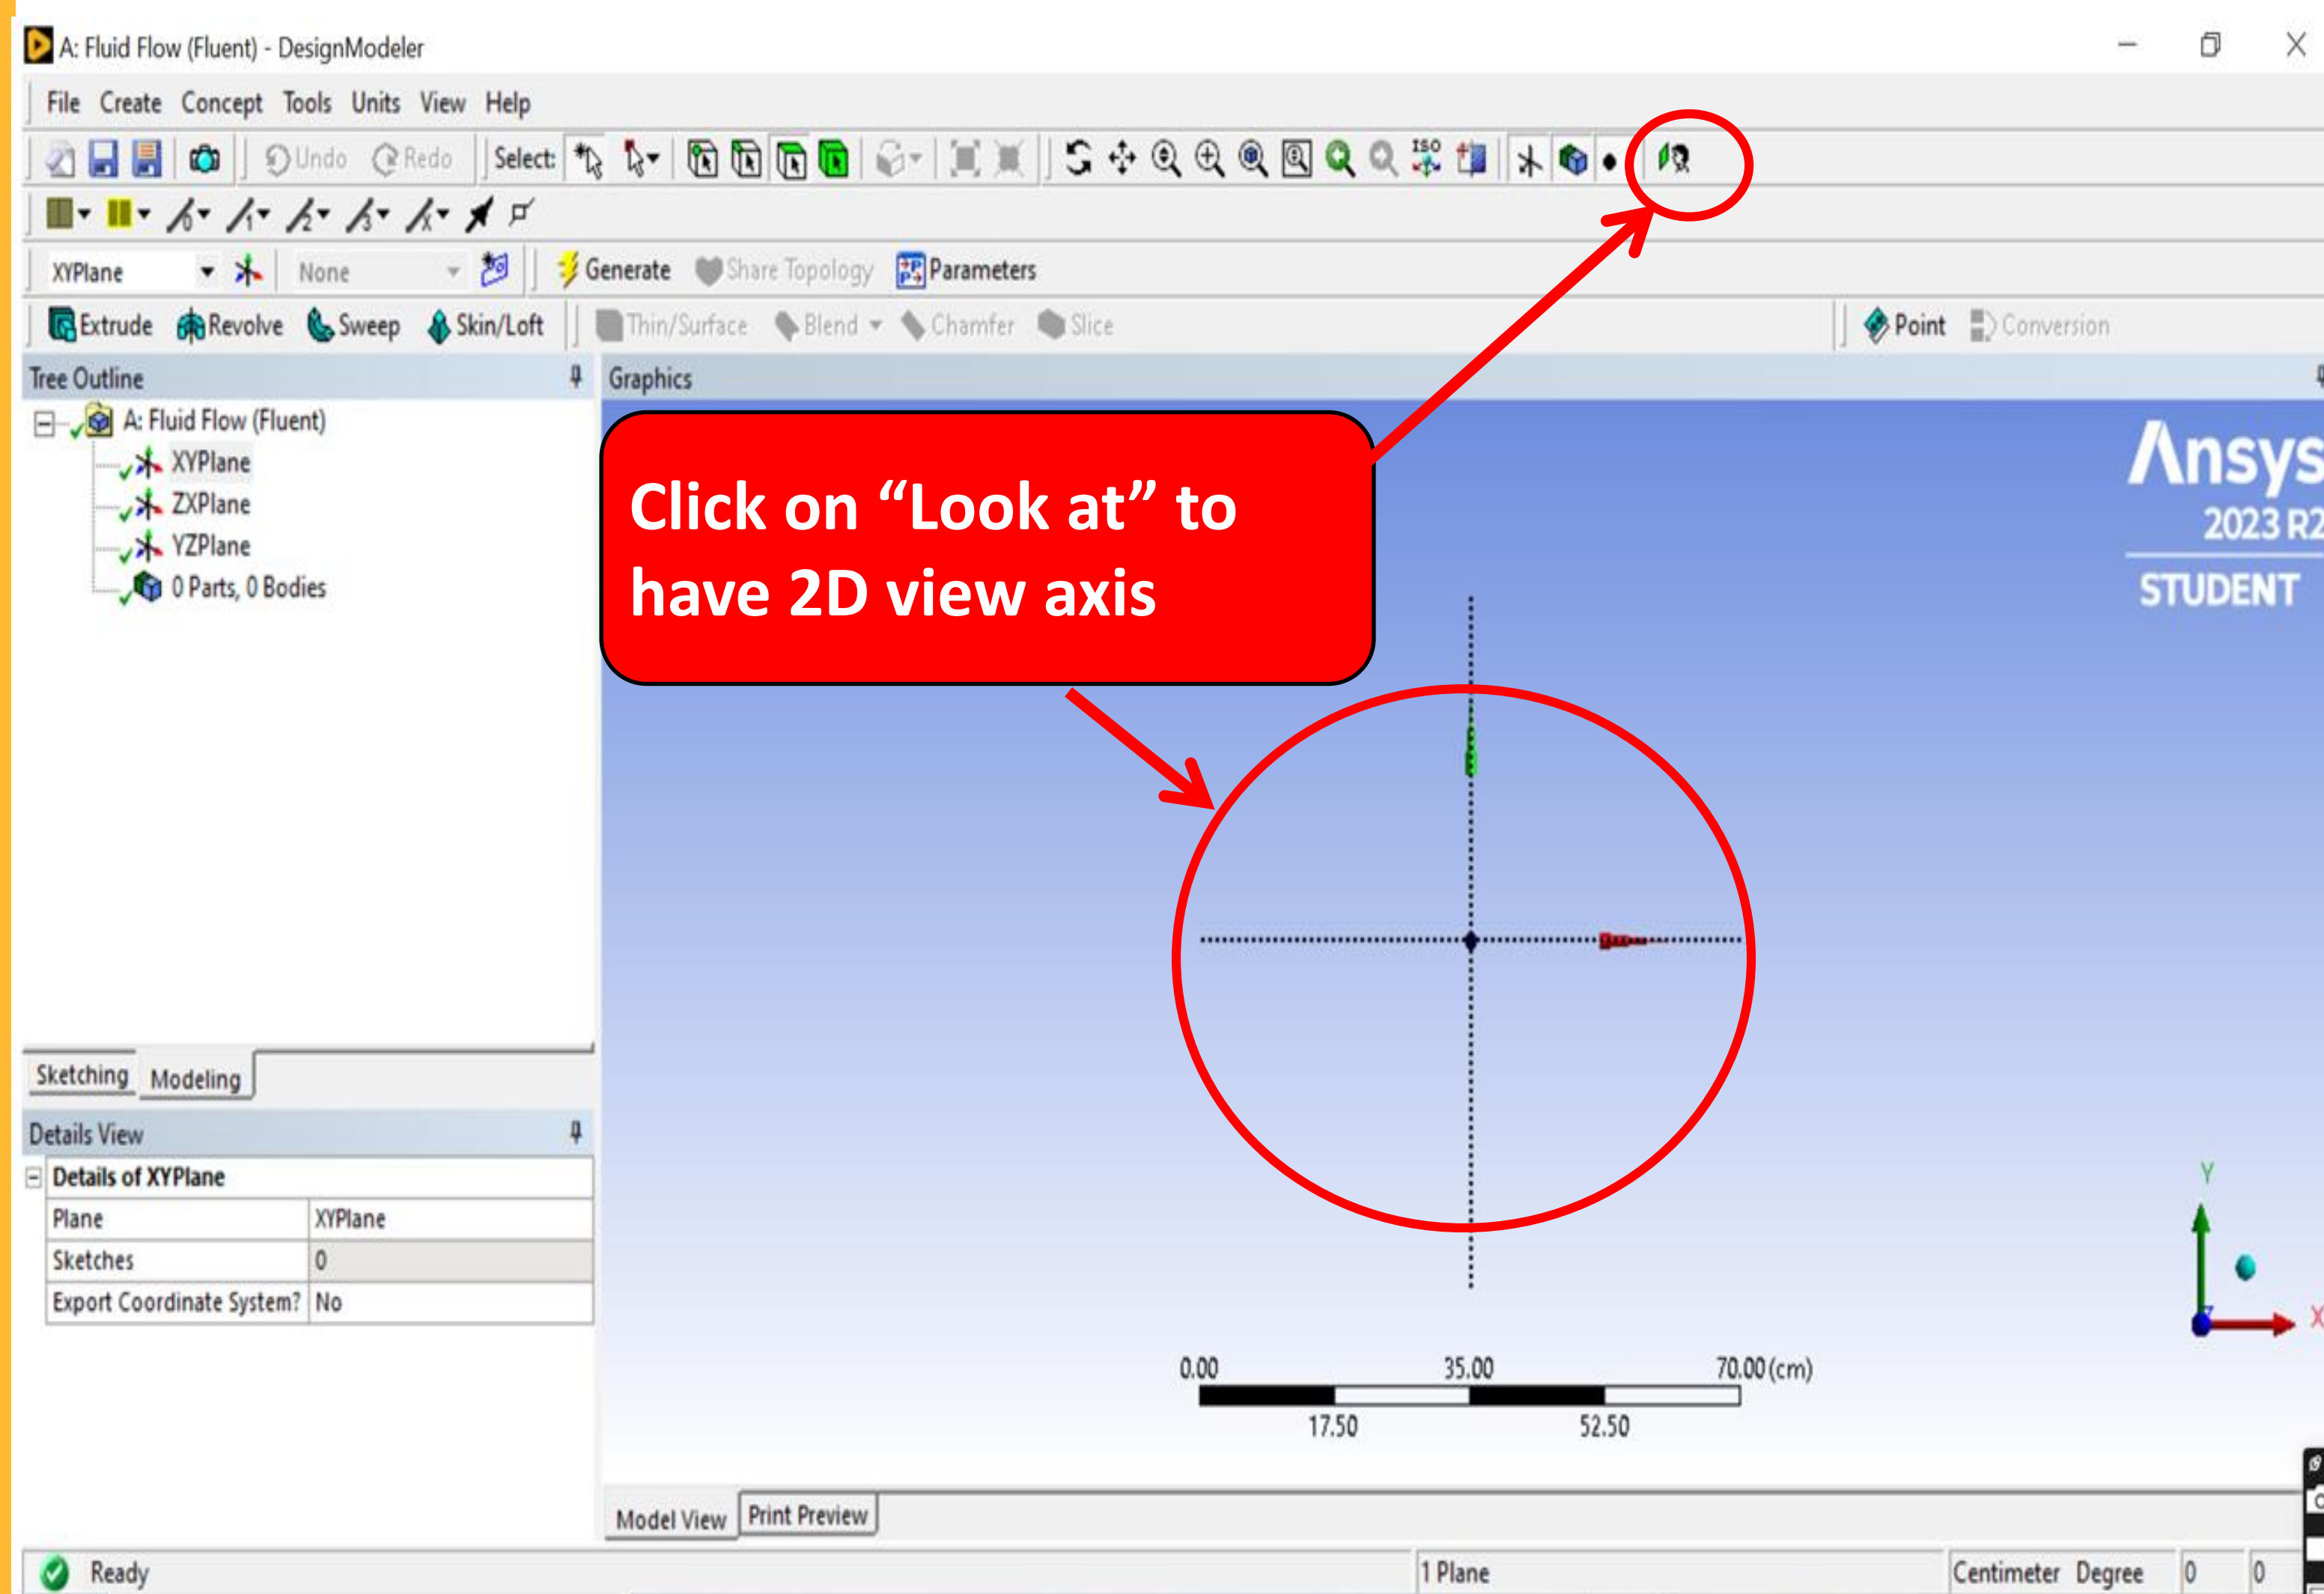 A: Fluid Flow (Fluent) - DesignModeler
File Create Concept Tools Units View Help
Undo Redo Select: ISO
XYPlane None Generate Share Topology Parameters
Extrude Revolve Sweep Skin/Loft Thin/Surface Blend Chamfer Slice Point Conversion
Tree Outline
Graphics
A: Fluid Flow (Fluent)
XYPlane
ZXPlane
YZPlane
0 Parts, 0 Bodies
Click on “Look at” to
have 2D view axis
Ansys
2023 R2
STUDENT
Sketching Modeling
Details View
Details of XYPlane
Plane XYPlane
Sketches 0
Export Coordinate System? No
Y
Z
X
0.00 35.00 70.00 (cm)
17.50 52.50
Model View Print Preview
Ready 1 Plane Centimeter Degree 0 0